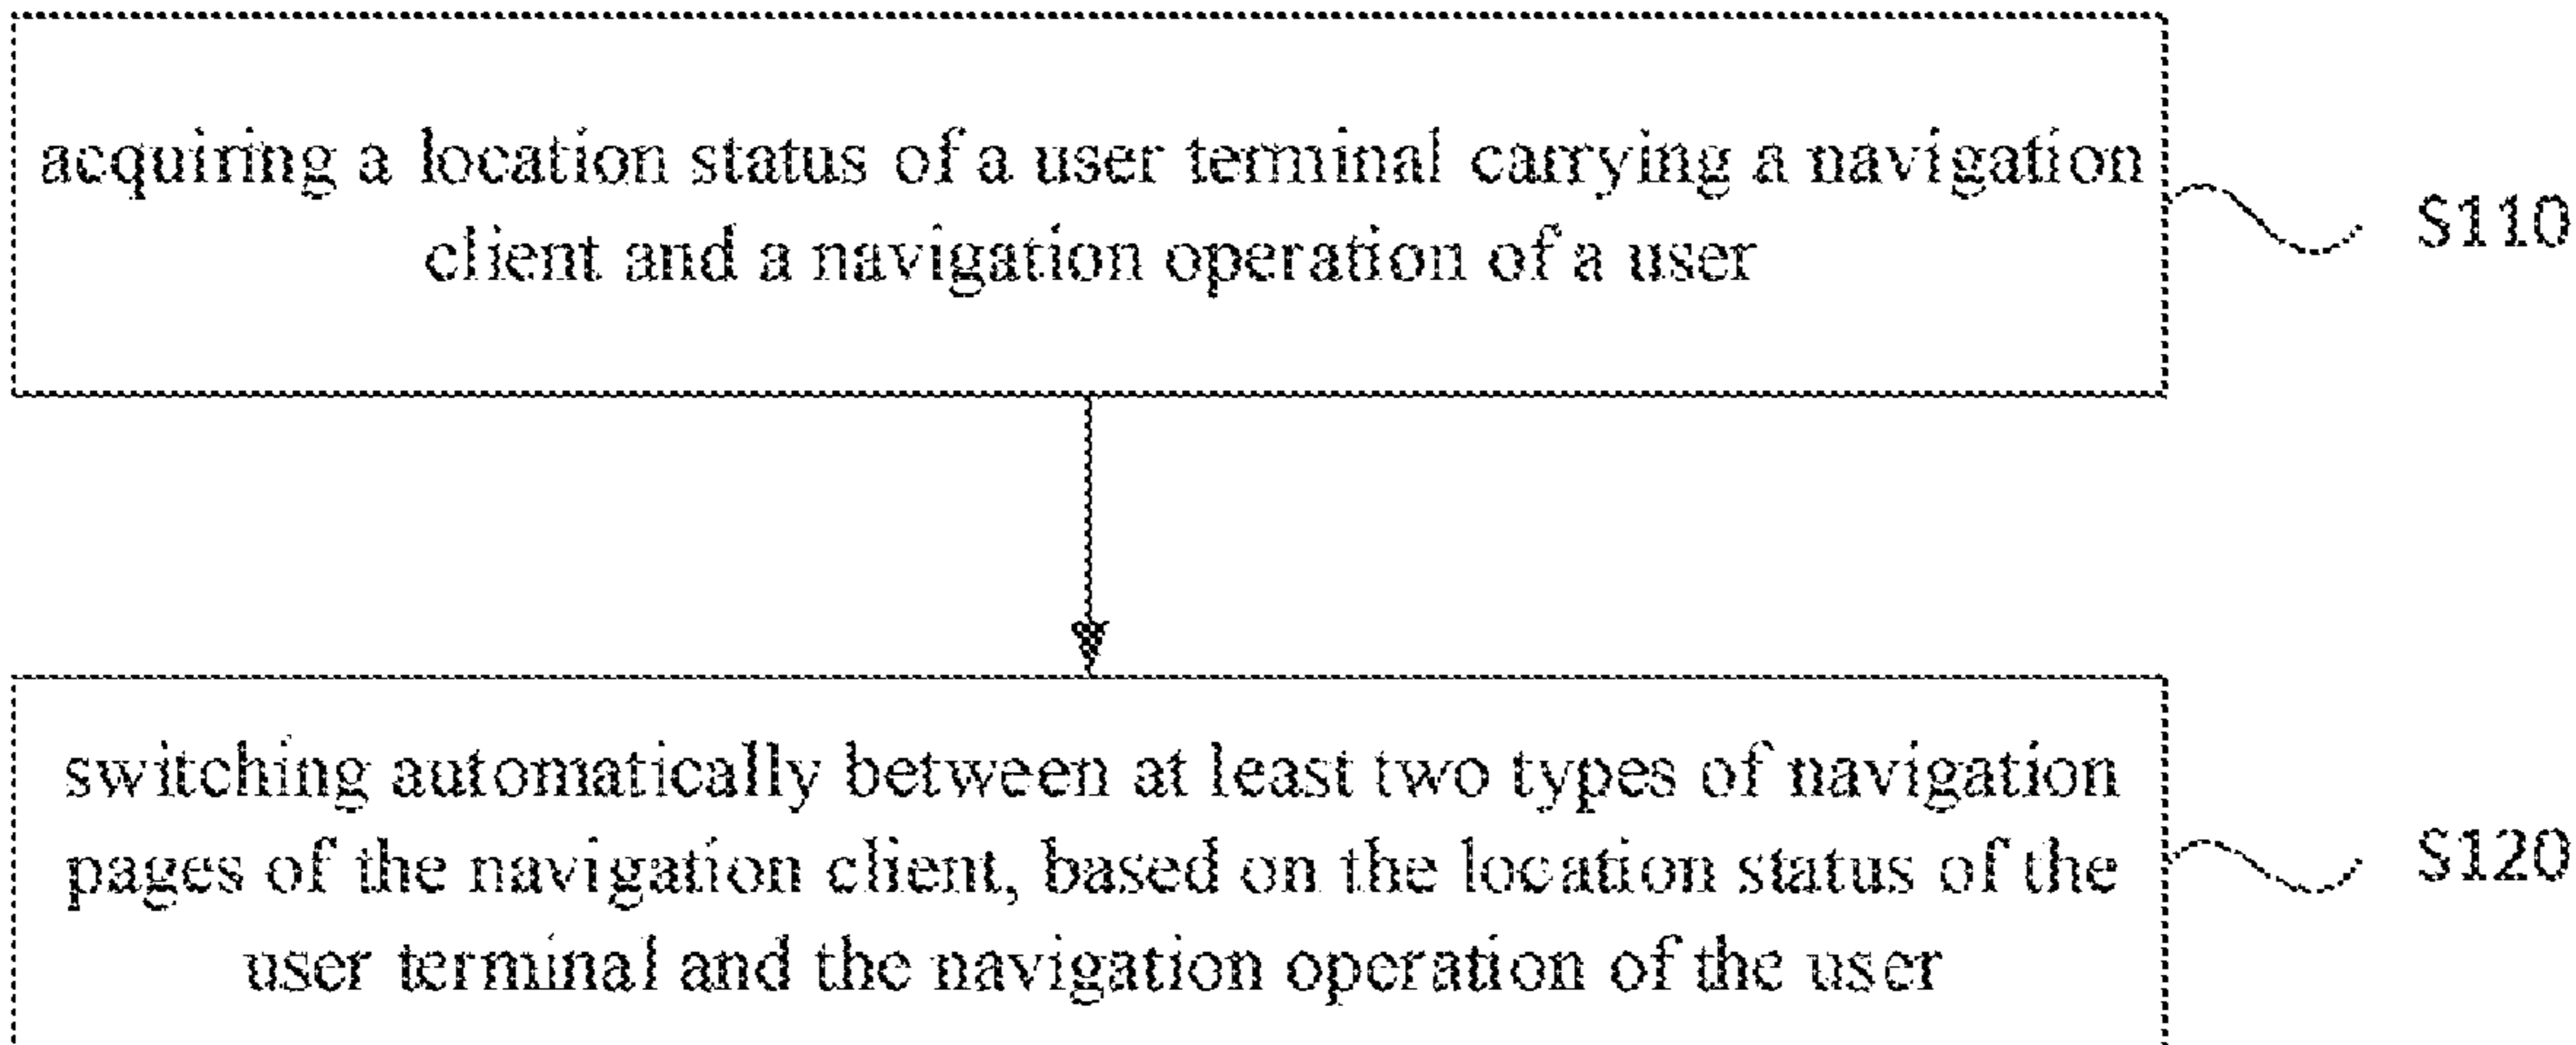 acquiring a location status of a user terminal carrying a navigation
client and a navigation operation of a user
S110
switching automatically between at least two types of navigation
pages of the navigation client, based on the location status of the
user terminal and the navigation operation of the user
S120